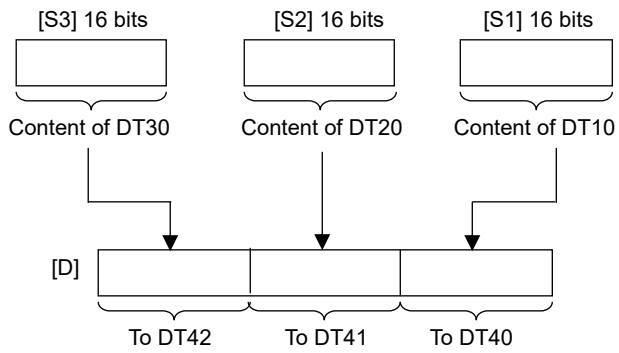 [S3] 16 bits [S2] 16 bits [S1] 16 bits
Content of DT30 Content of DT20 Content of DT10
[D]
To DT42 To DT41 To DT40